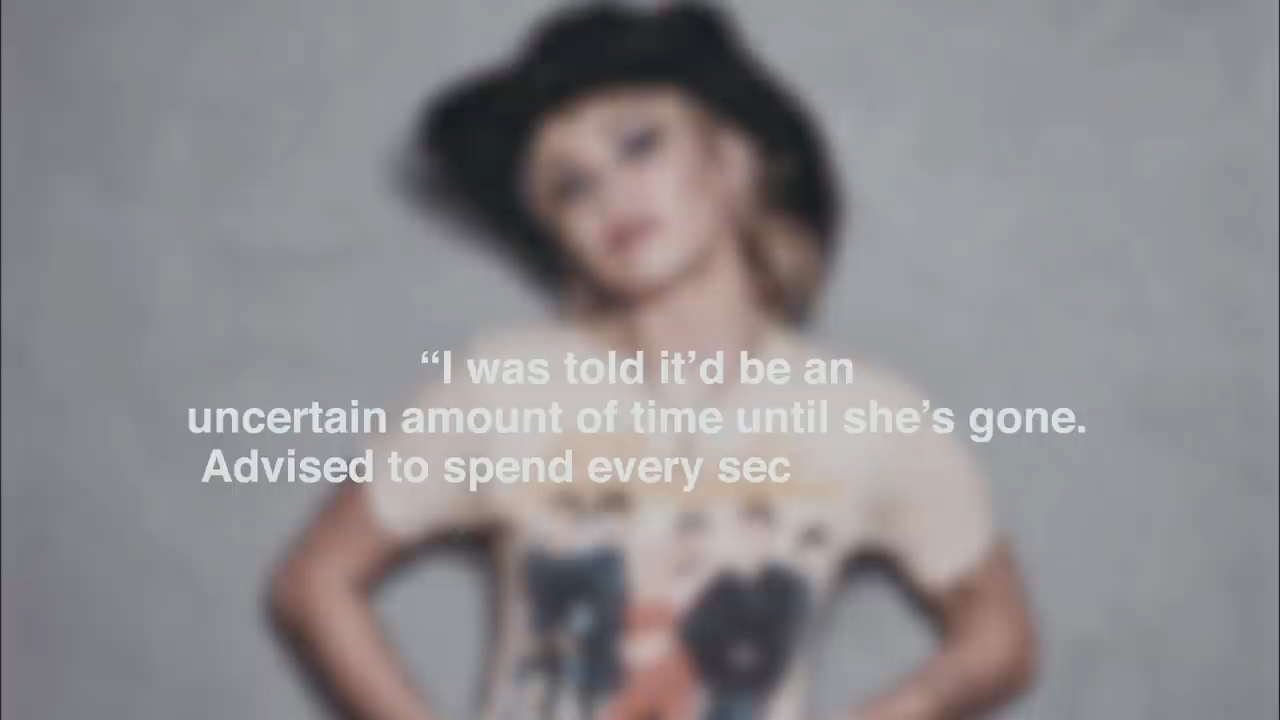 “I was told it’d be an
uncertain amount of time until she’s gone.
Advised to spend every sec